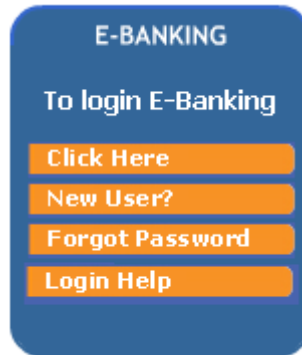 E-BANKING
To login E-Banking
Click Here
New User?
Forgot Password
Login Help